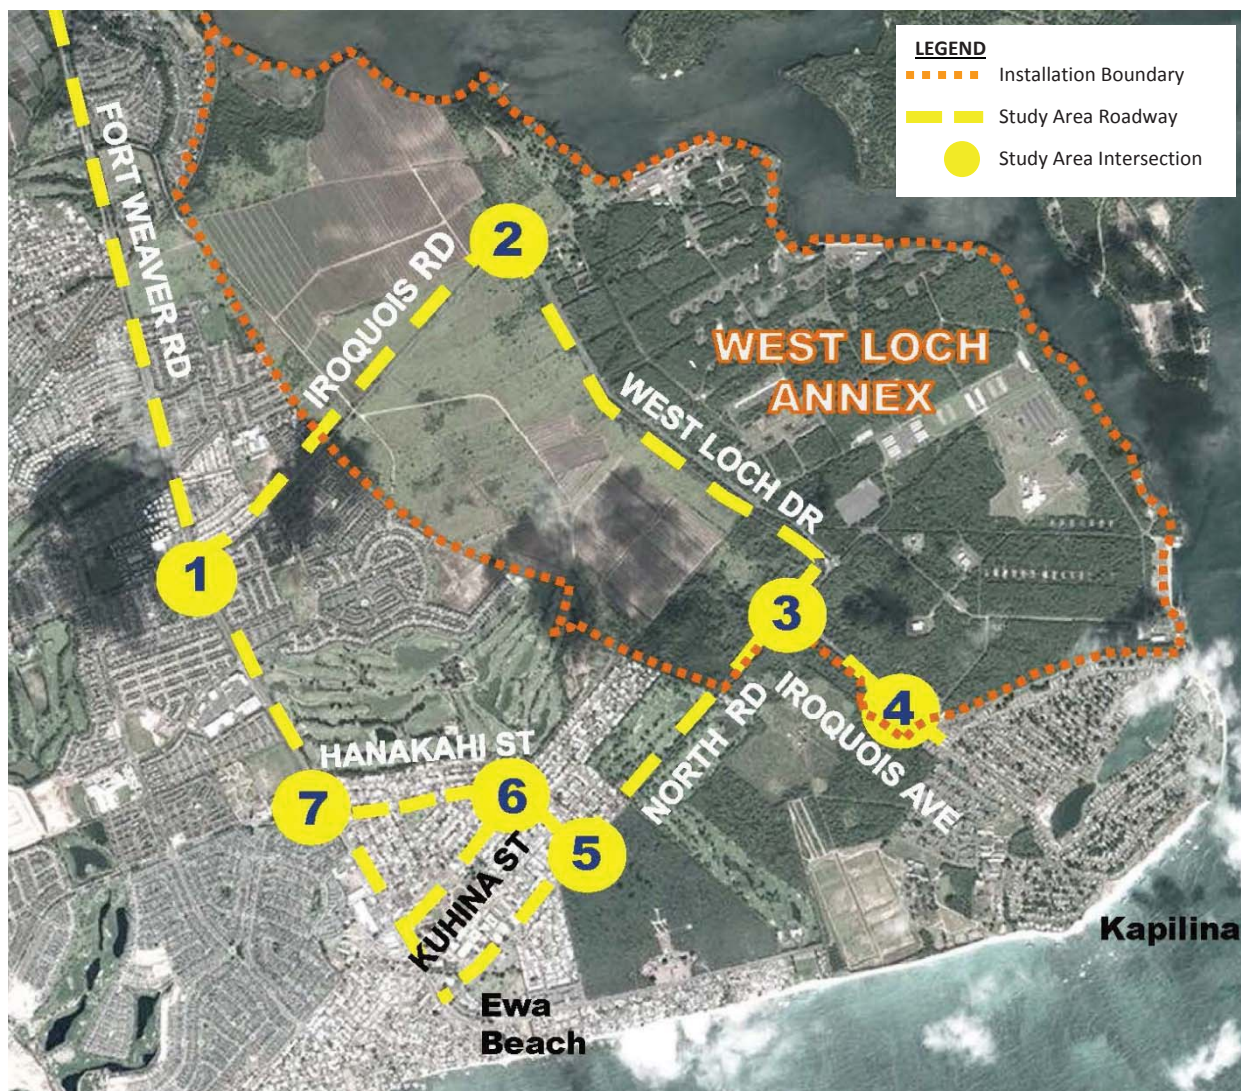 LEGEND
Installation Boundary
Study Area Roadway
Study Area Intersection
FORT WEAVER RD
IROQUOIS RD
2
WEST LOCH
ANNEX
WEST LOCH DR
1
3
4
IROQUOIS AVE
NORTH RD
HANAKAHI ST
7
6
5
KUHINA ST
Kapilina
Ewa
Beach